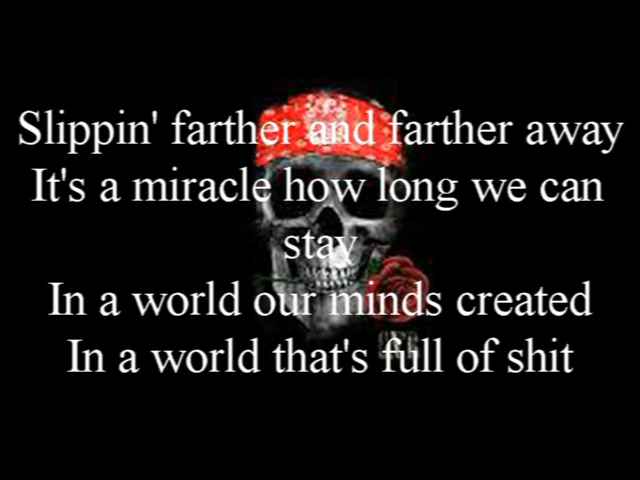 Slippin' farther and farther away
It's a miracle how long we can
stay
In a world our minds created
In a world that's full of shit